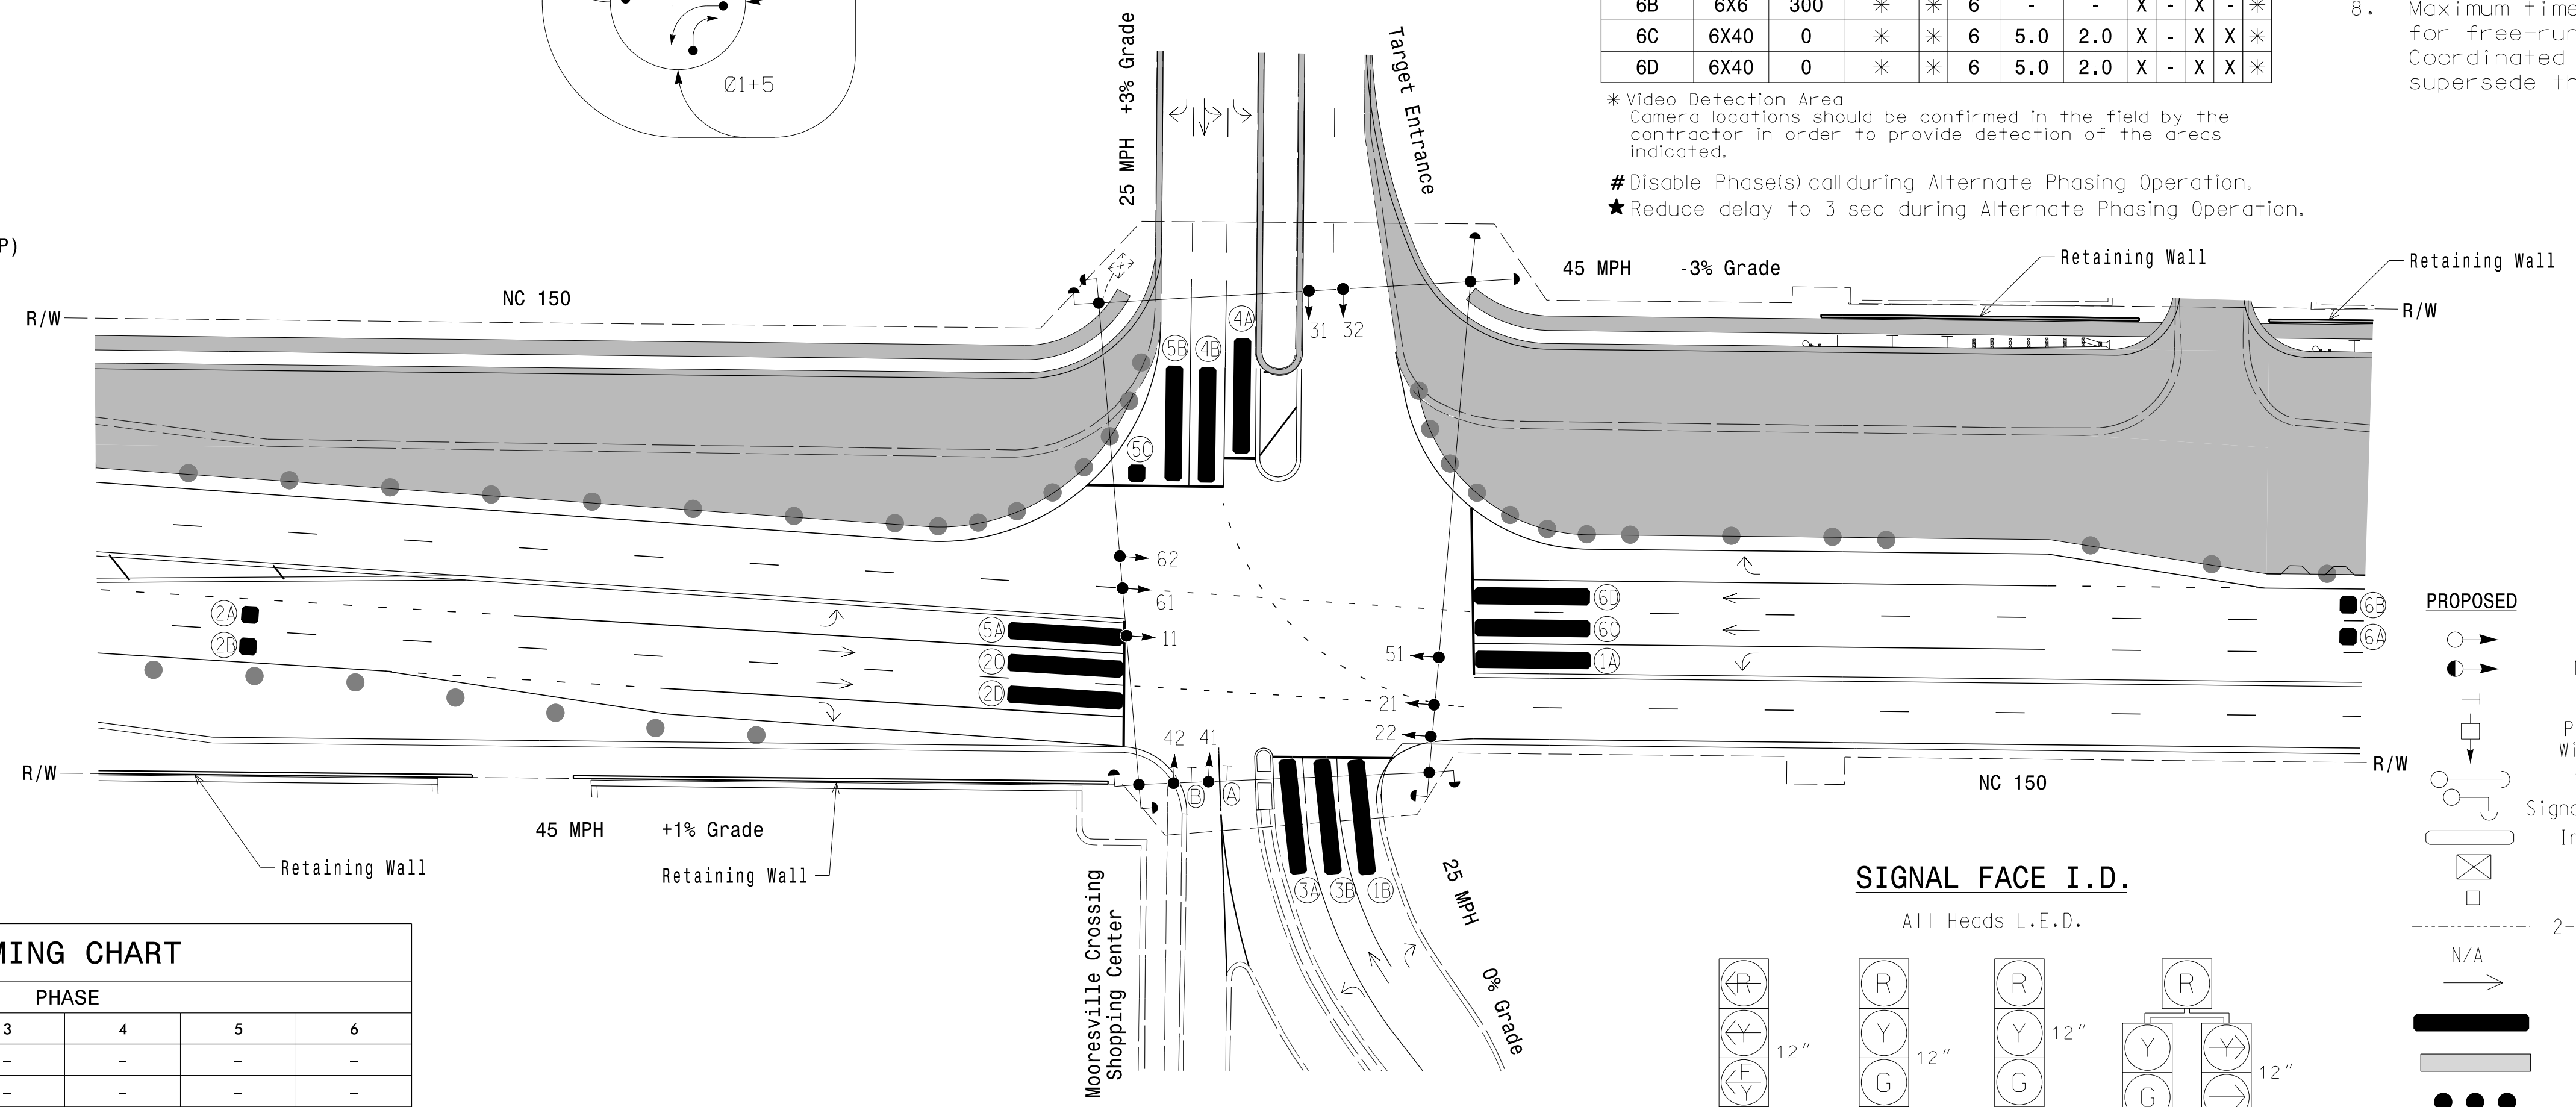 6B 6X6 300 * * 6 - - X - X - *
6C 6X40 0 * * 6 5.0 2.0 X - X X *
6D 6X40 0 * * 6 5.0 2.0 X - X X *
* Video Detection Area
Camera locations should be confirmed in the field by the
contractor in order to provide detection of the areas
indicated.
# Disable Phase(s) call during Alternate Phasing Operation.
★ Reduce delay to 3 sec during Alternate Phasing Operation.
8. Maximum time
for free-run
Coordinated
supersede th
Ø1+5
25 MPH +3% Grade
Target Entrance
P)
NC 150
R/W
45 MPH -3% Grade
Retaining Wall
Retaining Wall
R/W
31
32
4A
5B
4B
5C
62
61
11
2A
2B
5A
2C
2D
6D
6C
1A
6B
6A
51
21
22
42
41
B
A
R/W
R/W
NC 150
45 MPH +1% Grade
Retaining Wall
Retaining Wall
3A
3B
1B
25 MPH
0% Grade
Mooresville Crossing
Shopping Center
MING CHART
PHASE
3 4 5 6
- - - -
- - - -
SIGNAL FACE I.D.
All Heads L.E.D.
R
Y
F
Y
12"
R
Y
G
12"
R
Y
G
12"
R
Y Y
G
12"
PROPOSED
P
Wi
Signa
In
2-
N/A